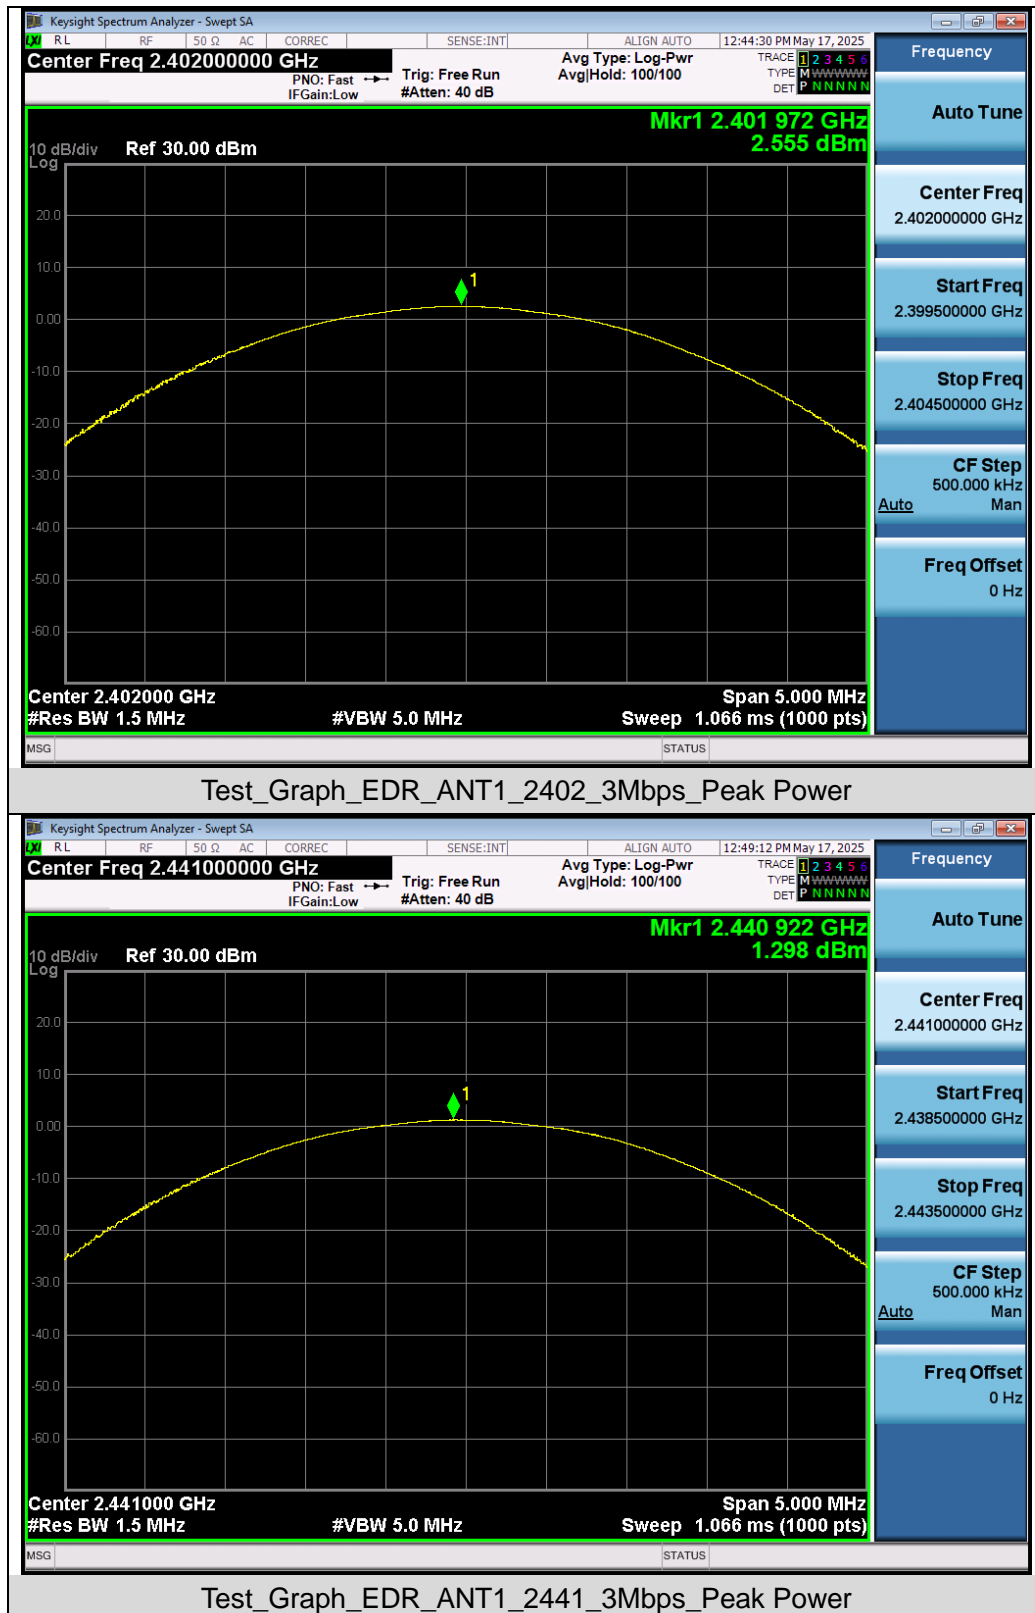 Keysight Spectrum Analyzer - Swept SA
LXI RL RF 50 Ω AC CORREC SENSE:INT ALIGN AUTO 12:44:30 PM May 17, 2025
Center Freq 2.402000000 GHz
PNO: Fast
IFGain:Low
Trig: Free Run
#Atten: 40 dB
Avg Type: Log-Pwr
Avg|Hold: 100/100
TRACE 1 2 3 4 5 6
TYPE M WWWWW
DET P N N N N N
Mkr1 2.401 972 GHz
2.555 dBm
10 dB/div Ref 30.00 dBm
Log
20.0
10.0
0.00
-10.0
-20.0
-30.0
-40.0
-50.0
-60.0
1
Center 2.402000 GHz Span 5.000 MHz
#Res BW 1.5 MHz #VBW 5.0 MHz Sweep 1.066 ms (1000 pts)
MSG STATUS
Frequency
Auto Tune
Center Freq
2.402000000 GHz
Start Freq
2.399500000 GHz
Stop Freq
2.404500000 GHz
CF Step
500.000 kHz
Auto Man
Freq Offset
0 Hz
Test_Graph_EDR_ANT1_2402_3Mbps_Peak Power
Keysight Spectrum Analyzer - Swept SA
LXI RL RF 50 Ω AC CORREC SENSE:INT ALIGN AUTO 12:49:12 PM May 17, 2025
Center Freq 2.441000000 GHz
PNO: Fast
IFGain:Low
Trig: Free Run
#Atten: 40 dB
Avg Type: Log-Pwr
Avg|Hold: 100/100
TRACE 1 2 3 4 5 6
TYPE M WWWWW
DET P N N N N N
Mkr1 2.440 922 GHz
1.298 dBm
10 dB/div Ref 30.00 dBm
Log
20.0
10.0
0.00
-10.0
-20.0
-30.0
-40.0
-50.0
-60.0
1
Center 2.441000 GHz Span 5.000 MHz
#Res BW 1.5 MHz #VBW 5.0 MHz Sweep 1.066 ms (1000 pts)
MSG STATUS
Frequency
Auto Tune
Center Freq
2.441000000 GHz
Start Freq
2.438500000 GHz
Stop Freq
2.443500000 GHz
CF Step
500.000 kHz
Auto Man
Freq Offset
0 Hz
Test_Graph_EDR_ANT1_2441_3Mbps_Peak Power